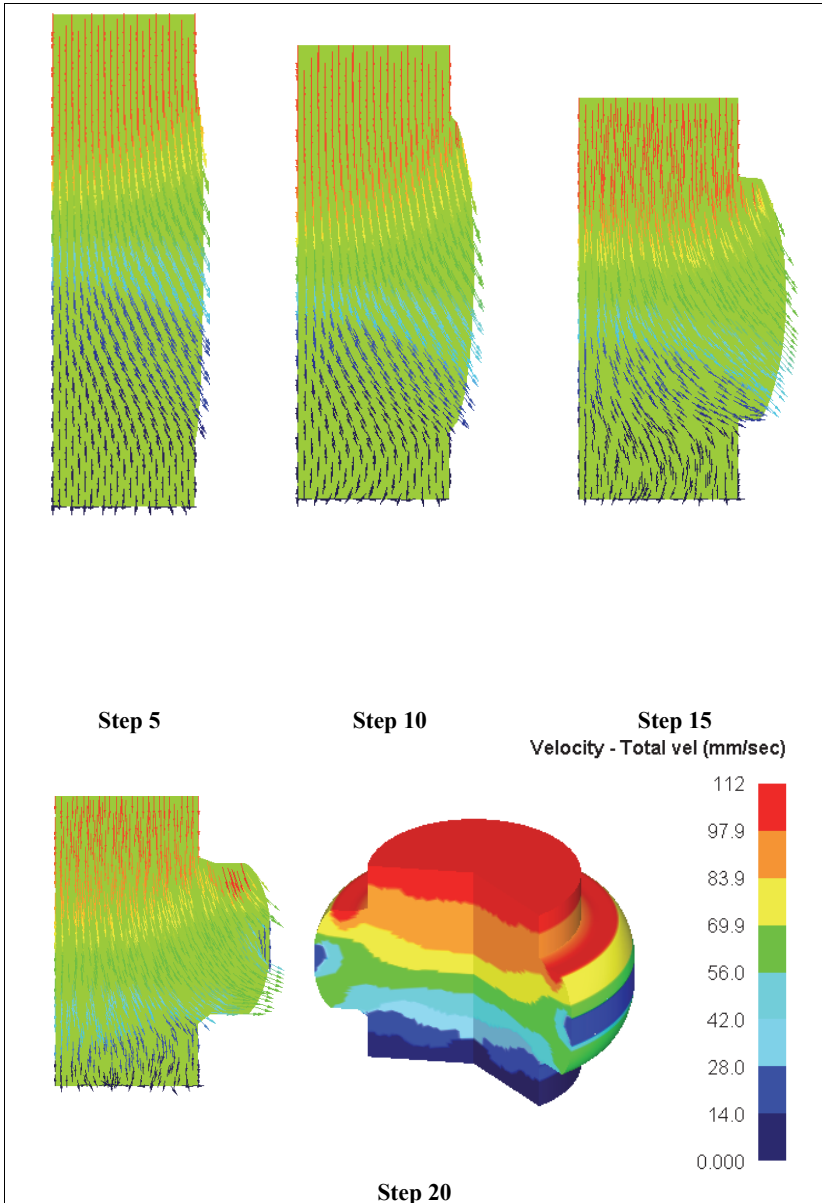 Step 5
Step 10
Step 15
Velocity - Total vel (mm/sec)
112
97.9
83.9
69.9
56.0
42.0
28.0
14.0
0.000
Step 20